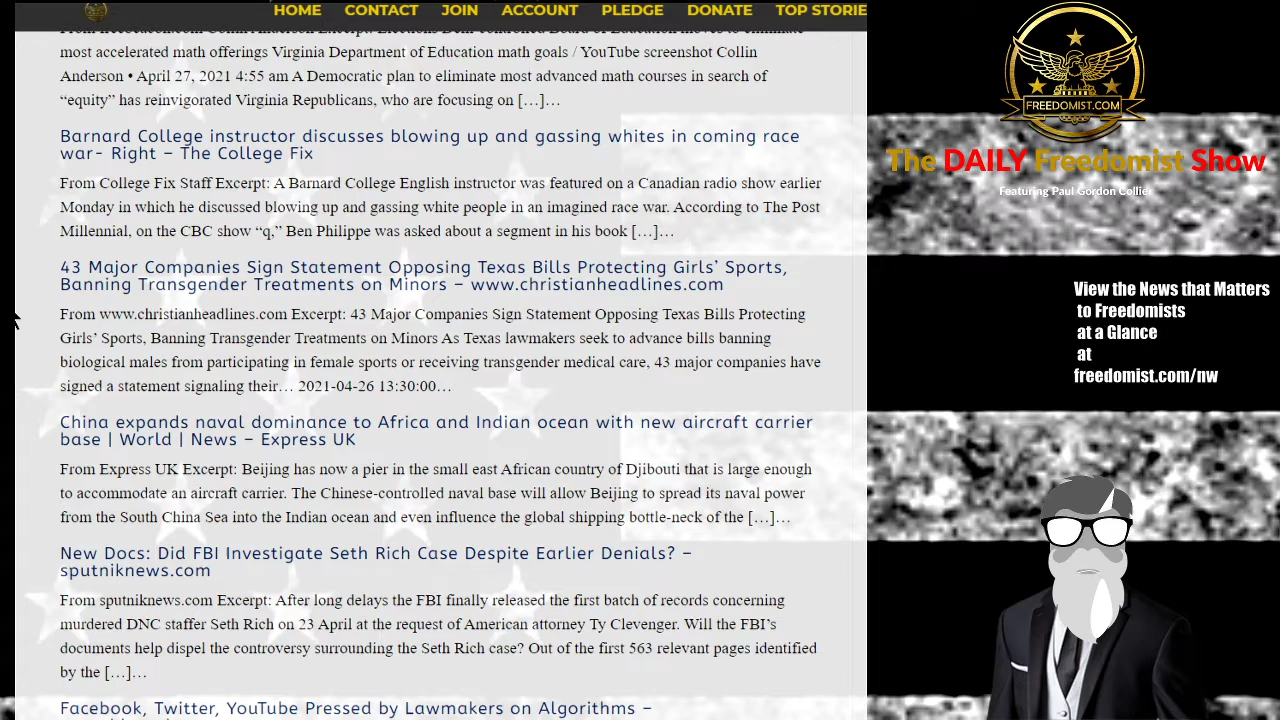 HOME CONTACT JOIN ACCOUNT PLEDGE DONATE TOP STORIE
most accelerated math offerings Virginia Department of Education math goals / YouTube screenshot Collin
Anderson • April 27, 2021 4:55 am A Democratic plan to eliminate most advanced math courses in search of
“equity” has reinvigorated Virginia Republicans, who are focusing on […]…
Barnard College instructor discusses blowing up and gassing whites in coming race
war- Right – The College Fix
From College Fix Staff Excerpt: A Barnard College English instructor was featured on a Canadian radio show earlier
Monday in which he discussed blowing up and gassing white people in an imagined race war. According to The Post
Millennial, on the CBC show “q,” Ben Philippe was asked about a segment in his book […]…
43 Major Companies Sign Statement Opposing Texas Bills Protecting Girls’ Sports,
Banning Transgender Treatments on Minors – www.christianheadlines.com
From www.christianheadlines.com Excerpt: 43 Major Companies Sign Statement Opposing Texas Bills Protecting
Girls’ Sports, Banning Transgender Treatments on Minors As Texas lawmakers seek to advance bills banning
biological males from participating in female sports or receiving transgender medical care, 43 major companies have
signed a statement signaling their… 2021-04-26 13:30:00…
China expands naval dominance to Africa and Indian ocean with new aircraft carrier
base | World | News – Express UK
From Express UK Excerpt: Beijing has now a pier in the small east African country of Djibouti that is large enough
to accommodate an aircraft carrier. The Chinese-controlled naval base will allow Beijing to spread its naval power
from the South China Sea into the Indian ocean and even influence the global shipping bottle-neck of the […]…
New Docs: Did FBI Investigate Seth Rich Case Despite Earlier Denials? –
sputniknews.com
From sputniknews.com Excerpt: After long delays the FBI finally released the first batch of records concerning
murdered DNC staffer Seth Rich on 23 April at the request of American attorney Ty Clevenger. Will the FBI’s
documents help dispel the controversy surrounding the Seth Rich case? Out of the first 563 relevant pages identified
by the […]…
Facebook, Twitter, YouTube Pressed by Lawmakers on Algorithms –
FREEDOMIST.COM
The DAILY Freedomist Show
Featuring Paul Gordon Collier
View the News that Matters
to Freedomists
at a Glance
at
freedomist.com/nw